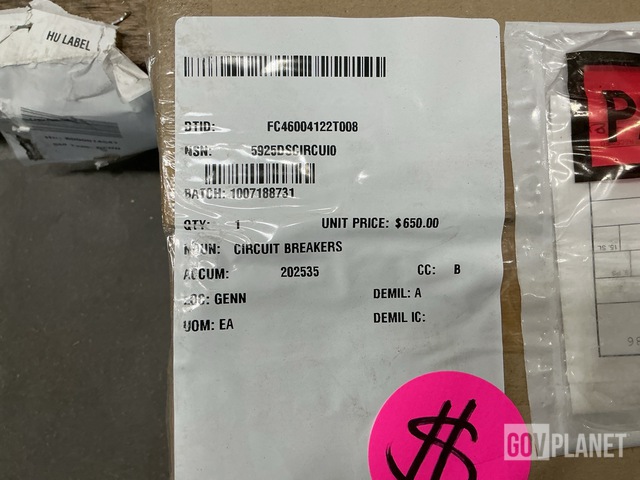 HU LABEL
DTID: FC46004122T008
NSN: 5925DSCIRCUI0
BATCH: 1007188731
QTY: 1 UNIT PRICE: $650.00
NOUN: CIRCUIT BREAKERS
ACCUM: 202535 CC: B
LOC: GENN DEMIL: A
UOM: EA DEMIL IC:
$
P
GOVPLANET